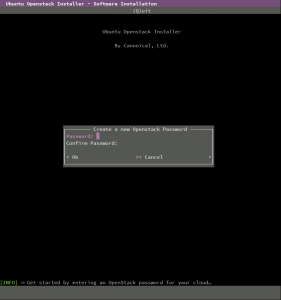 Ubuntu Openstack Installer - Software Installation
(Q)uit
Ubuntu Openstack Installer
By Canonical, Ltd.
Create a new Openstack Password
Password:
Confirm Password:
< Ok >< Cancel >
[INFO] ⇒ Get started by entering an OpenStack password for your cloud…